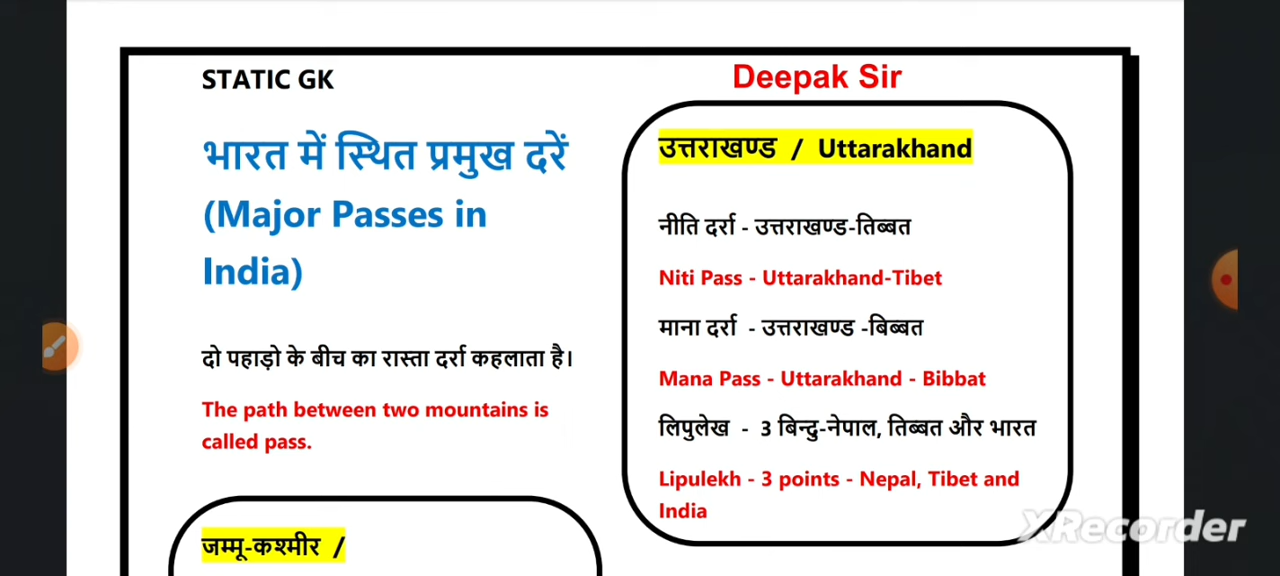 STATIC GK
भारत में स्थित प्रमुख दरें
(Major Passes in
India)
दो पहाड़ो के बीच का रास्ता दर्रा कहलाता है।
The path between two mountains is
called pass.
जम्मू-कश्मीर /
Deepak Sir
उत्तराखण्ड / Uttarakhand
नीति दर्रा - उत्तराखण्ड-तिब्बत
Niti Pass - Uttarakhand-Tibet
माना दर्रा - उत्तराखण्ड -बिब्बत
Mana Pass - Uttarakhand - Bibbat
लिपुलेख - 3 बिन्दु-नेपाल, तिब्बत और भारत
Lipulekh - 3 points - Nepal, Tibet and
India
XRecorder